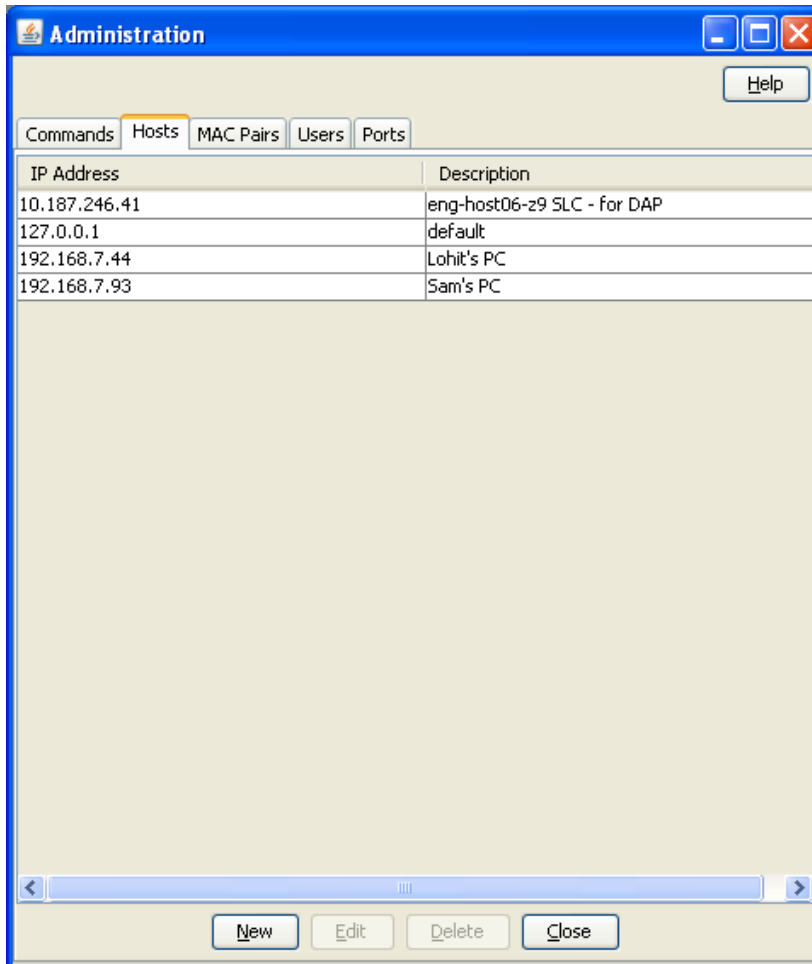 Administration
Help
Commands Hosts MAC Pairs Users Ports
IP Address Description
10.187.246.41 eng-host06-z9 SLC - for DAP
127.0.0.1 default
192.168.7.44 Lohit's PC
192.168.7.93 Sam's PC
New Edit Delete Close